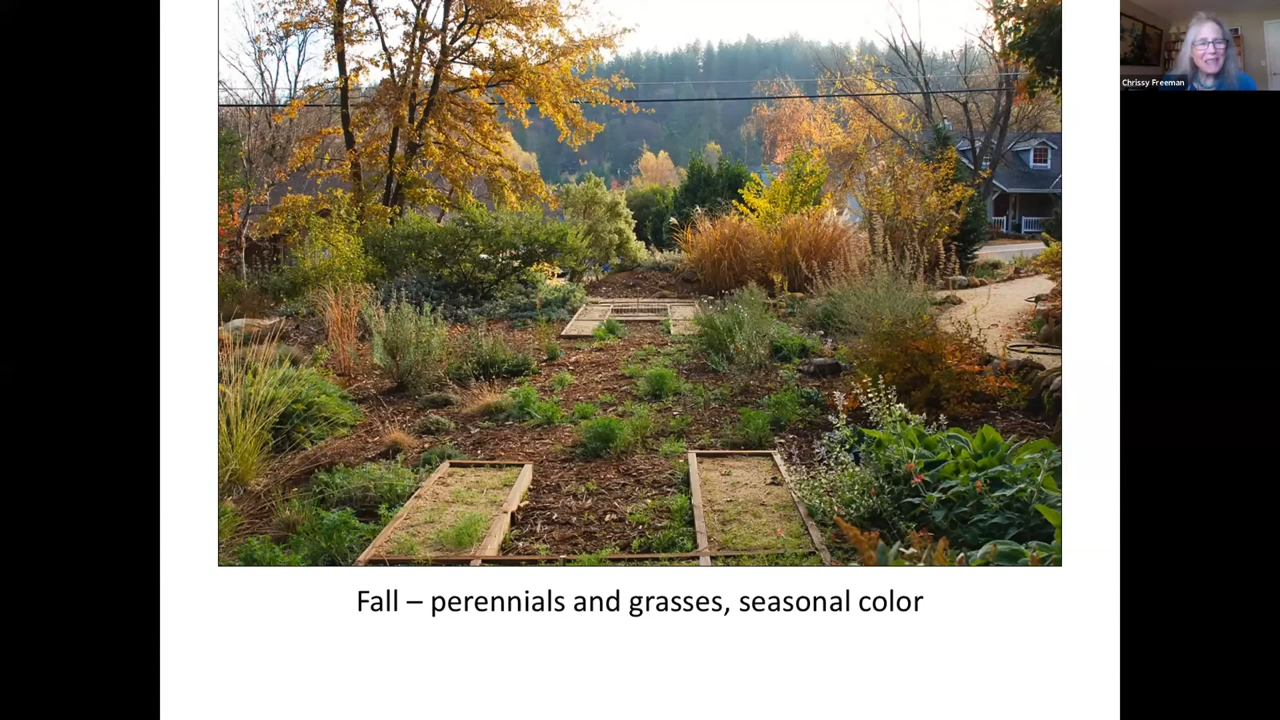 Chrissy Freeman
Fall – perennials and grasses, seasonal color